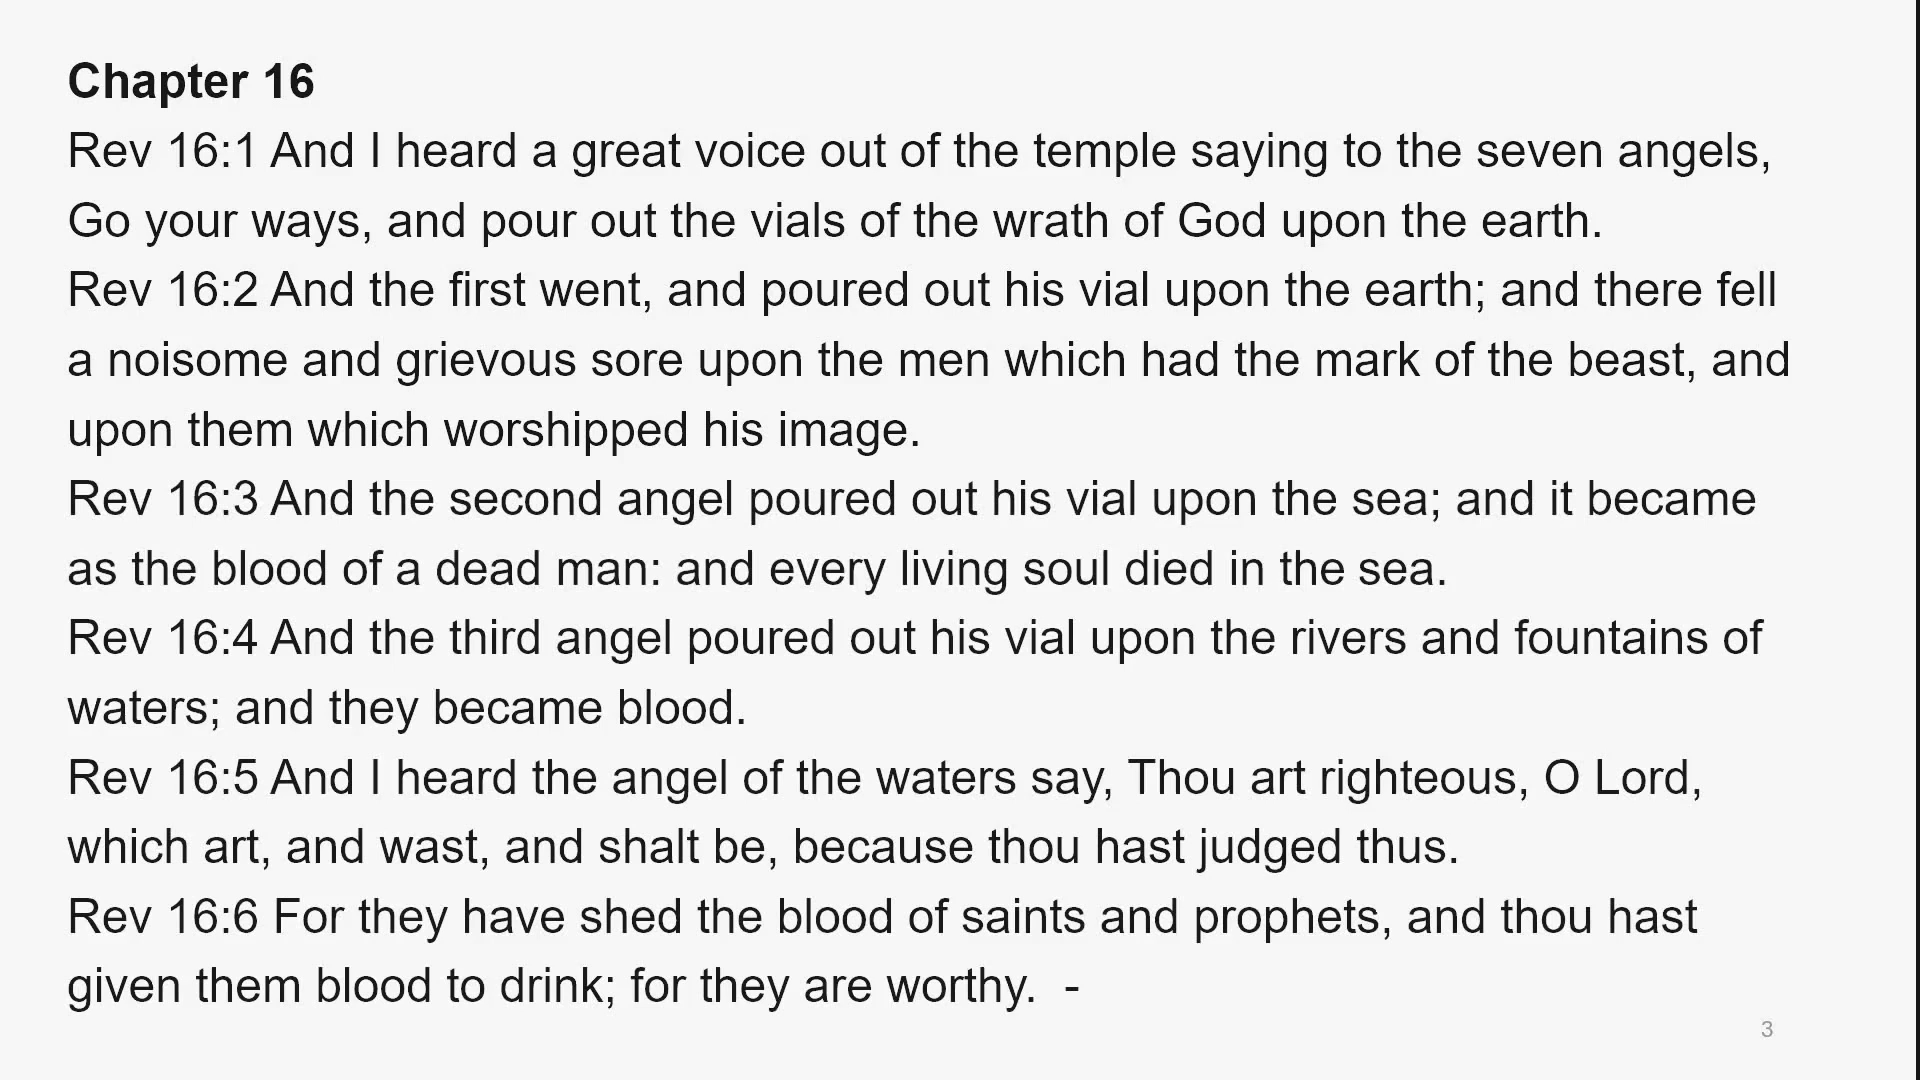 Chapter 16
Rev 16:1 And I heard a great voice out of the temple saying to the seven angels,
Go your ways, and pour out the vials of the wrath of God upon the earth.
Rev 16:2 And the first went, and poured out his vial upon the earth; and there fell
a noisome and grievous sore upon the men which had the mark of the beast, and
upon them which worshipped his image.
Rev 16:3 And the second angel poured out his vial upon the sea; and it became
as the blood of a dead man: and every living soul died in the sea.
Rev 16:4 And the third angel poured out his vial upon the rivers and fountains of
waters; and they became blood.
Rev 16:5 And I heard the angel of the waters say, Thou art righteous, O Lord,
which art, and wast, and shalt be, because thou hast judged thus.
Rev 16:6 For they have shed the blood of saints and prophets, and thou hast
given them blood to drink; for they are worthy.  -
3